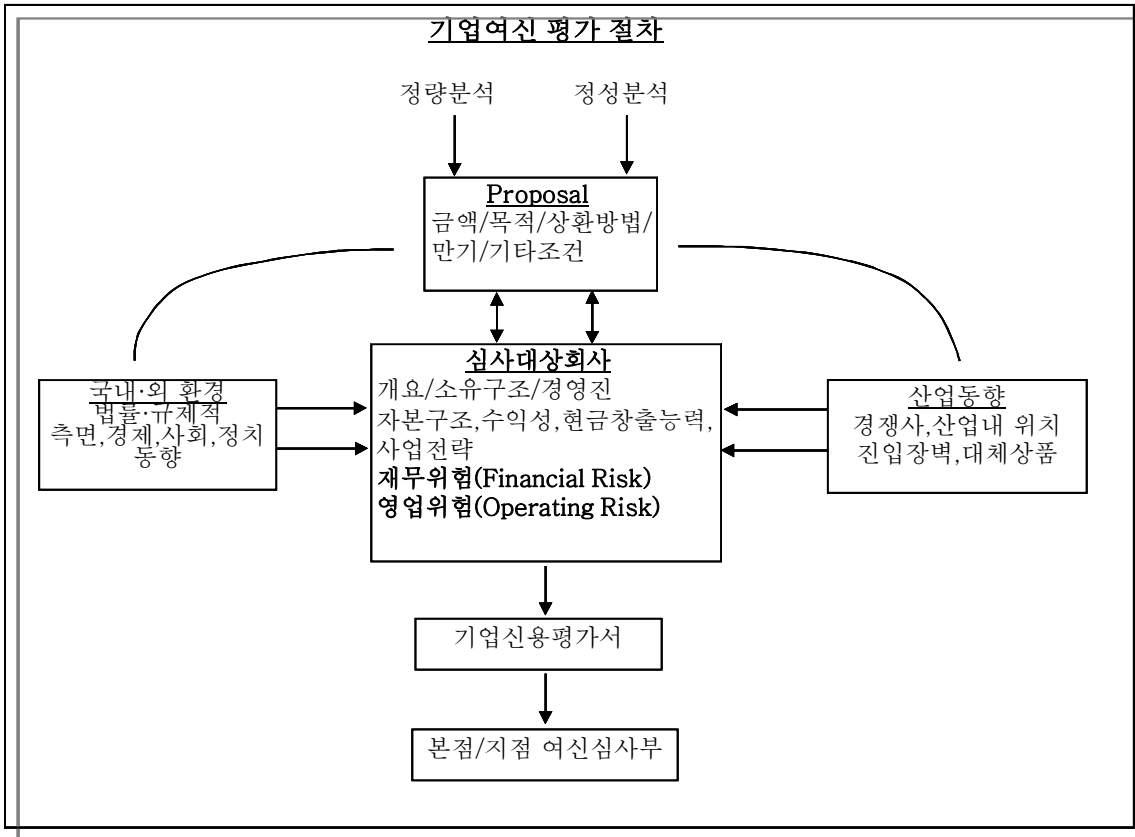 기업여신 평가 절차
정량분석
정성분석
Proposal
금액/목적/상환방법/
만기/기타조건
심사대상회사
개요/소유구조/경영진
자본구조,수익성,현금창출능력,
사업전략
재무위험(Financial Risk)
영업위험(Operating Risk)
국내·외 환경
법률·규제적
측면,경제,사회,정치
동향
산업동향
경쟁사,산업내 위치
진입장벽,대체상품
기업신용평가서
본점/지점 여신심사부